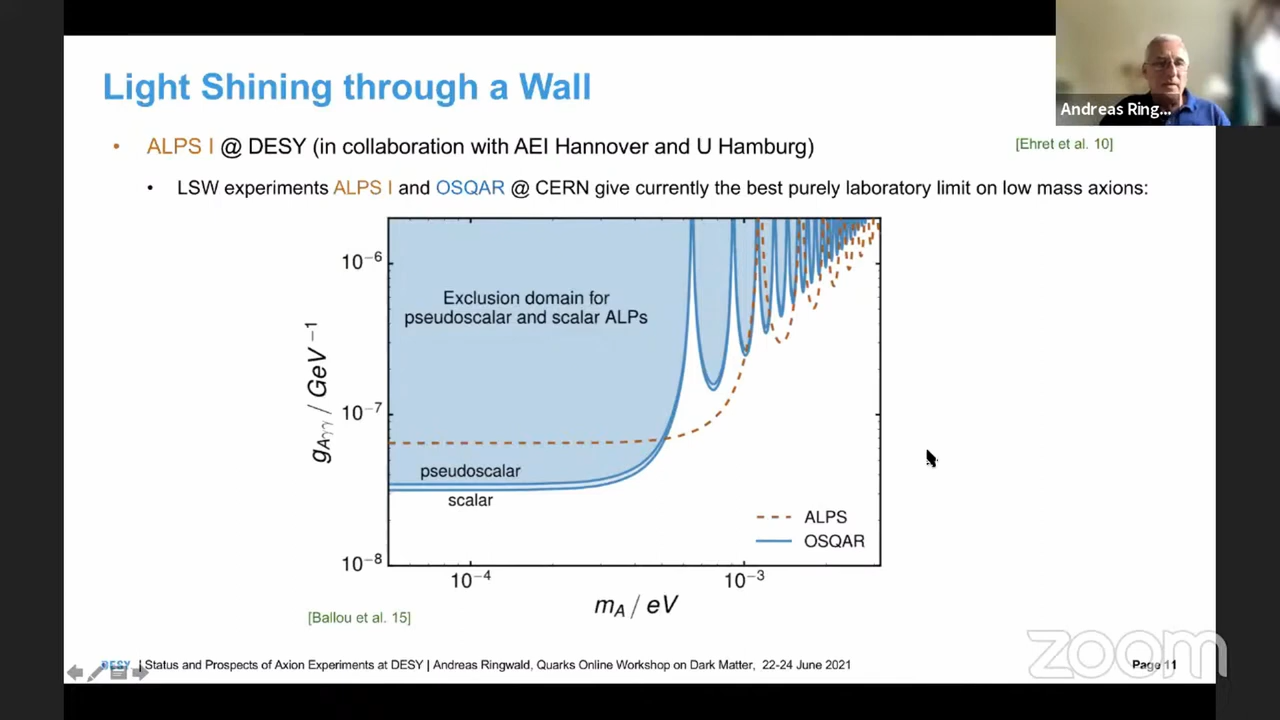 Light Shining through a Wall
Andreas Ring...
• ALPS I @ DESY (in collaboration with AEI Hannover and U Hamburg)
[Ehret et al. 10]
• LSW experiments ALPS I and OSQAR @ CERN give currently the best purely laboratory limit on low mass axions:
10⁻⁶
Exclusion domain for
pseudoscalar and scalar ALPs
g_Aγγ / GeV⁻¹
10⁻⁷
pseudoscalar
scalar
ALPS
OSQAR
10⁻⁸
10⁻⁴
10⁻³
m_A / eV
[Ballou et al. 15]
DESY | Status and Prospects of Axion Experiments at DESY | Andreas Ringwald, Quarks Online Workshop on Dark Matter, 22-24 June 2021
Page 11
zoom